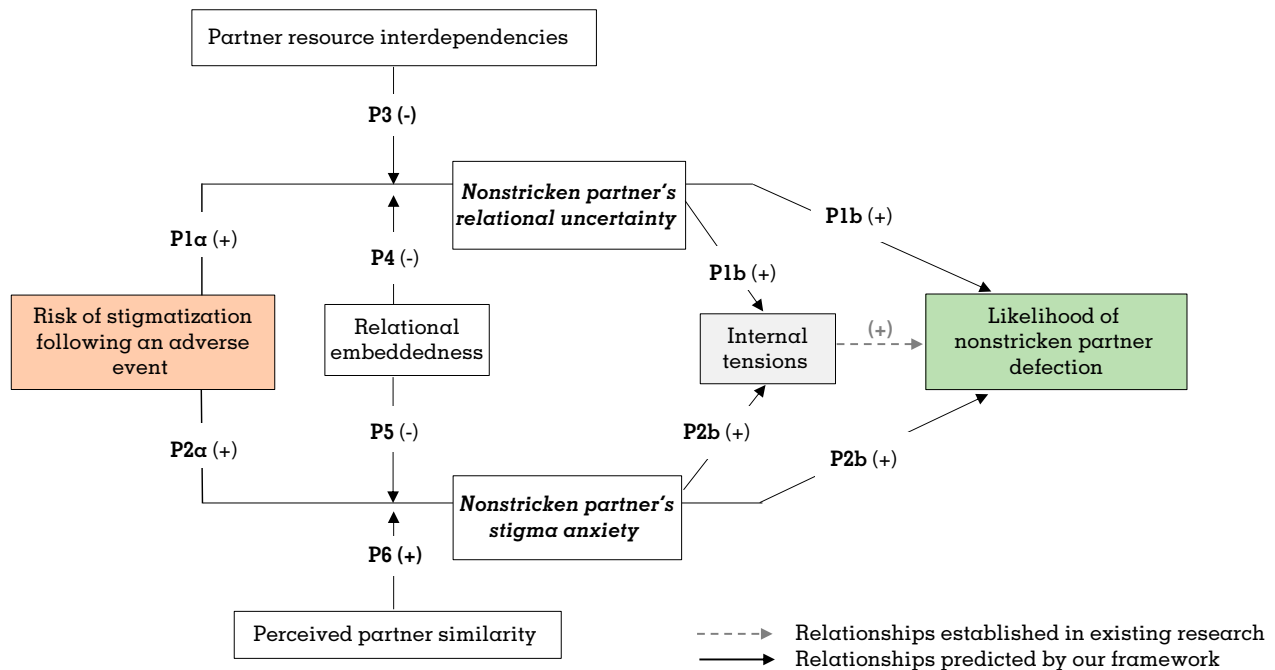 Partner resource interdependencies
P3 (-)
Nonstricken partner's
relational uncertainty
P1b (+)
P1a (+)
P4 (-)
P1b (+)
Risk of stigmatization
following an adverse
event
Relational
embeddedness
Internal
tensions
(+)
Likelihood of
nonstricken partner
defection
P2a (+)
P5 (-)
P2b (+)
P2b (+)
Nonstricken partner's
stigma anxiety
P6 (+)
Perceived partner similarity
Relationships established in existing research
Relationships predicted by our framework